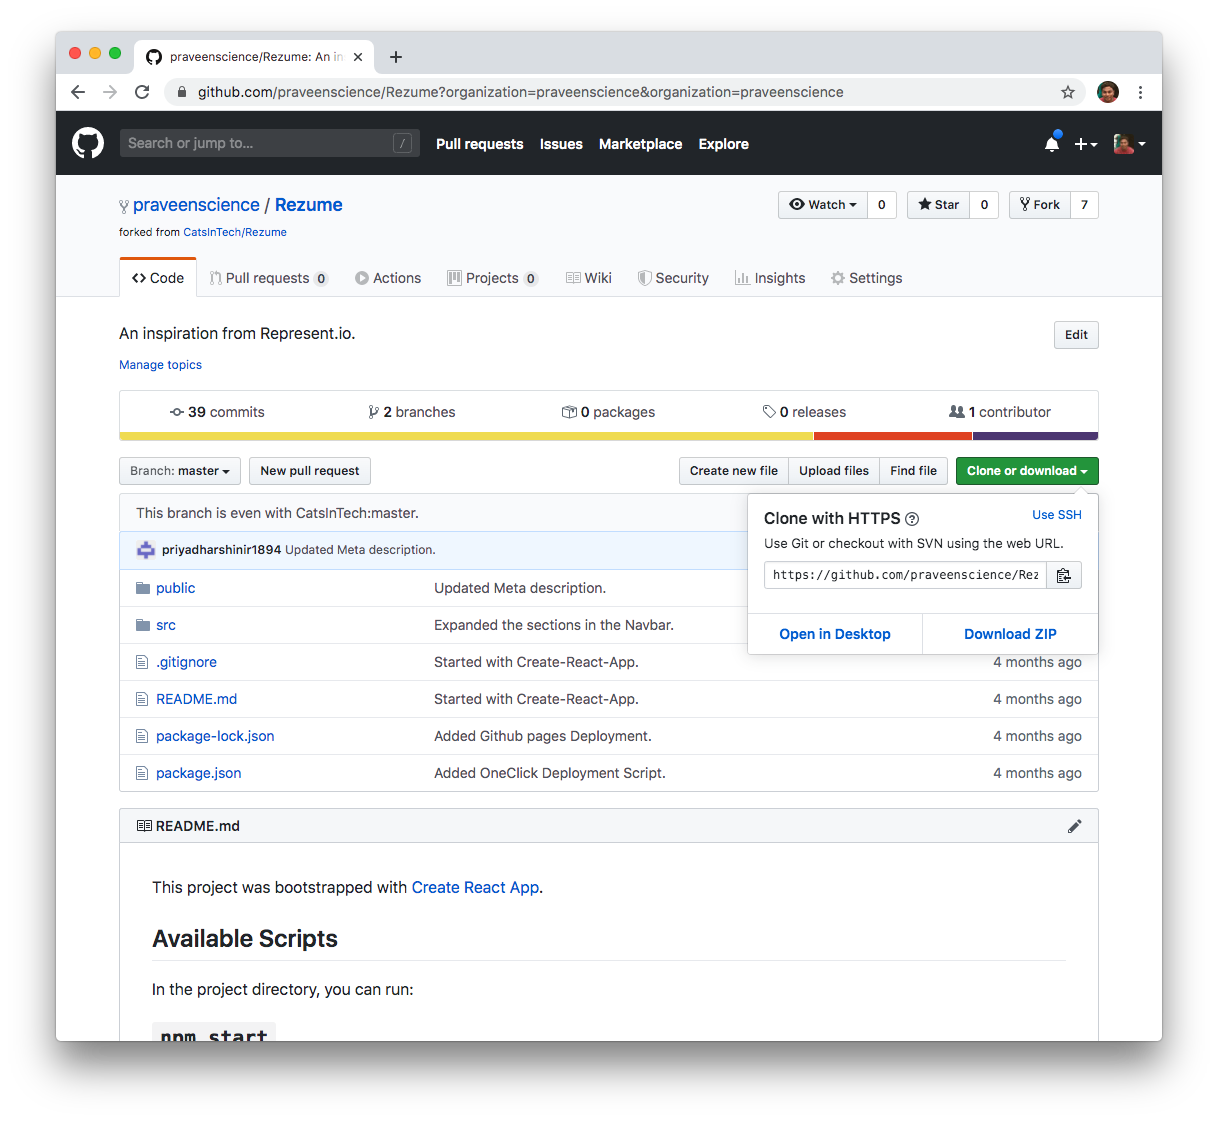 praveenscience/Rezume: An in
github.com/praveenscience/Rezume?organization=praveenscience&organization=praveenscience
Search or jump to... / Pull requests Issues Marketplace Explore
praveenscience / Rezume Watch 0 Star 0 Fork 7
forked from CatsInTech/Rezume
Code Pull requests 0 Actions Projects 0 Wiki Security Insights Settings
An inspiration from Represent.io. Edit
Manage topics
39 commits 2 branches 0 packages 0 releases 1 contributor
Branch: master New pull request Create new file Upload files Find file Clone or download
This branch is even with CatsInTech:master.
Clone with HTTPS Use SSH
Use Git or checkout with SVN using the web URL.
https://github.com/praveenscience/Rez
Open in Desktop Download ZIP
priyadharshinir1894 Updated Meta description.
public Updated Meta description.
src Expanded the sections in the Navbar.
.gitignore Started with Create-React-App. 4 months ago
README.md Started with Create-React-App. 4 months ago
package-lock.json Added Github pages Deployment. 4 months ago
package.json Added OneClick Deployment Script. 4 months ago
README.md
This project was bootstrapped with Create React App.
Available Scripts
In the project directory, you can run:
npm start